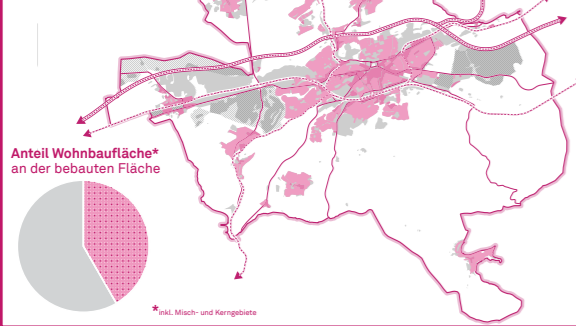 Anteil Wohnbaufläche*
an der bebauten Fläche
*inkl. Misch- und Kerngebiete